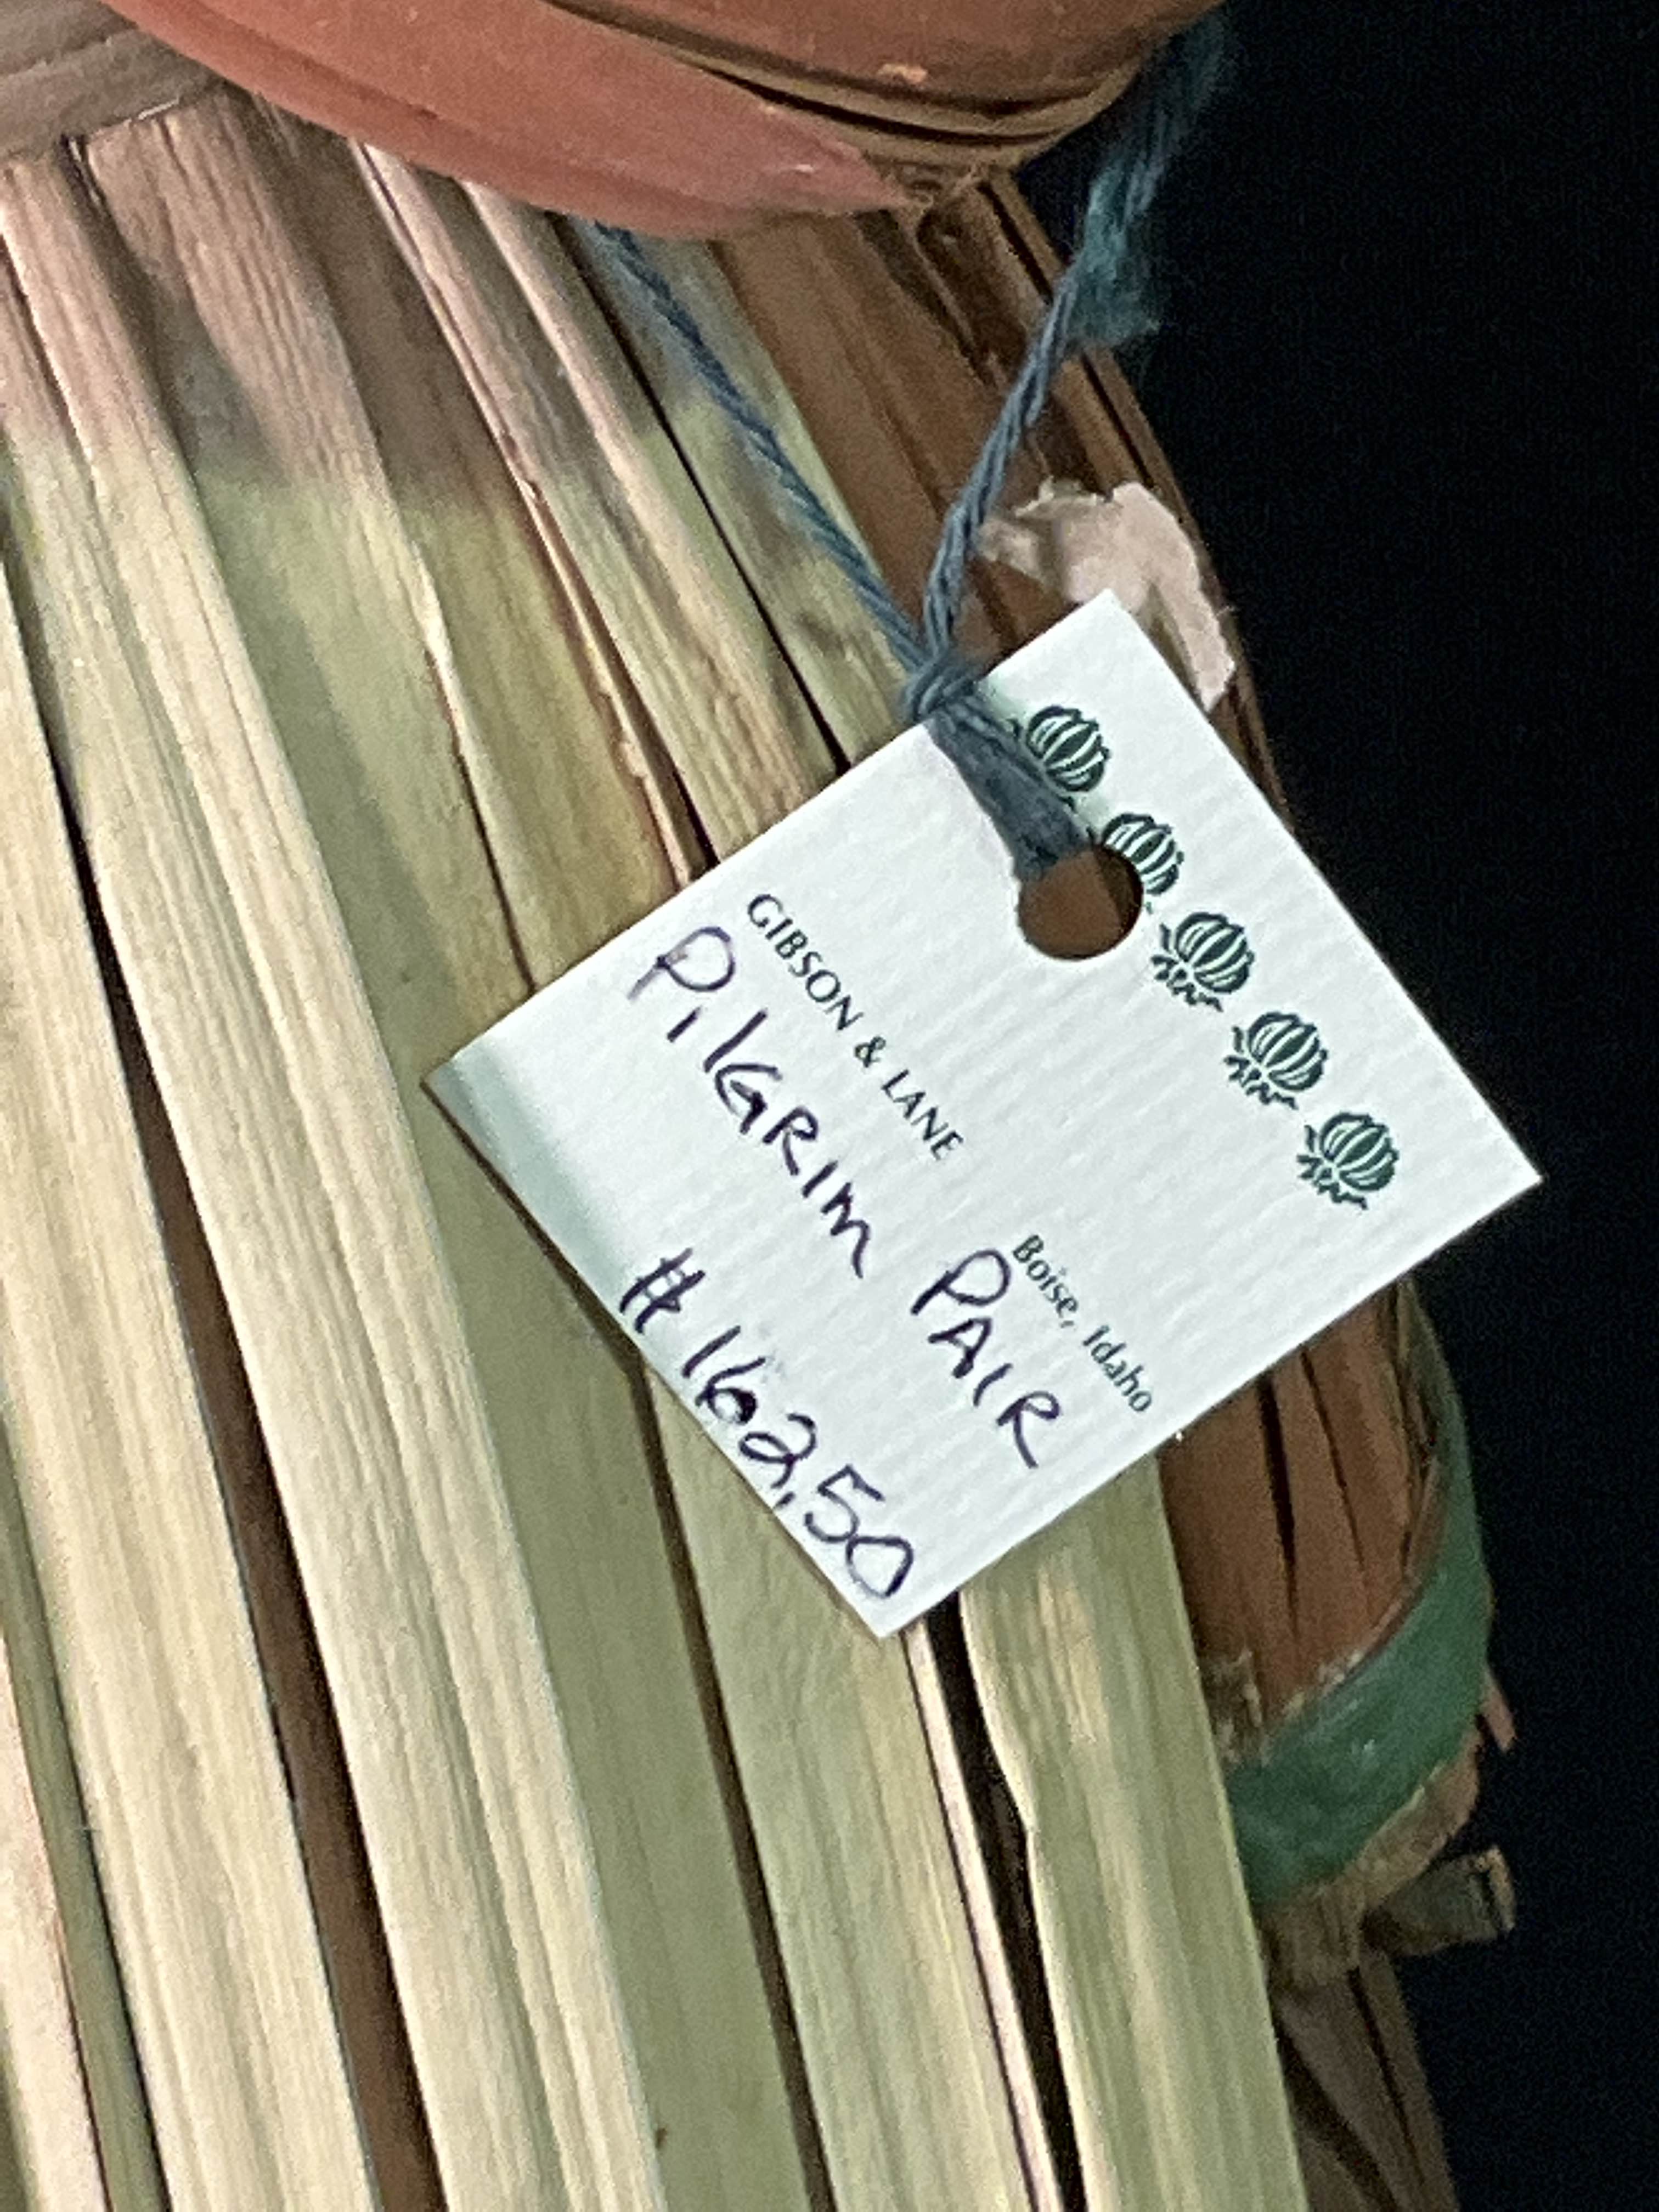 GIBSON & LANE Boise, Idaho
PilGRIM PAIR
#162.50